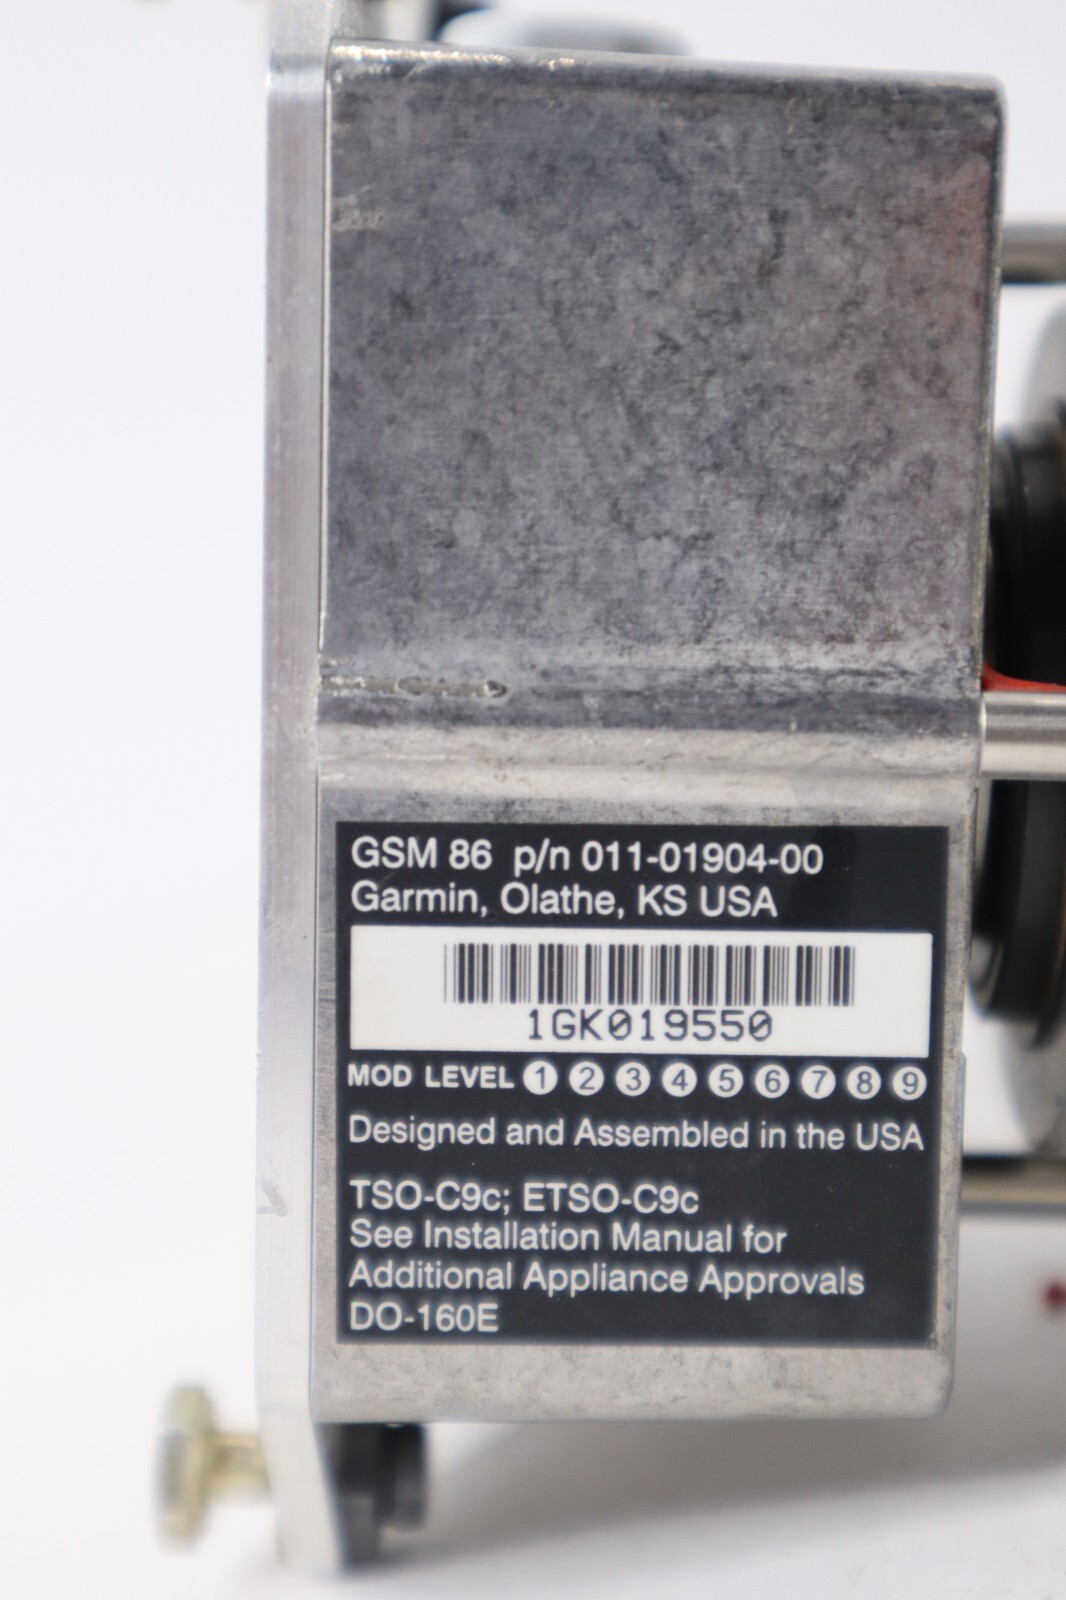 GSM 86 p/n 011-01904-00
Garmin, Olathe, KS USA
1GK019550
MOD LEVEL 1 2 3 4 5 6 7 8 9
Designed and Assembled in the USA
TSO-C9c; ETSO-C9c
See Installation Manual for
Additional Appliance Approvals
DO-160E